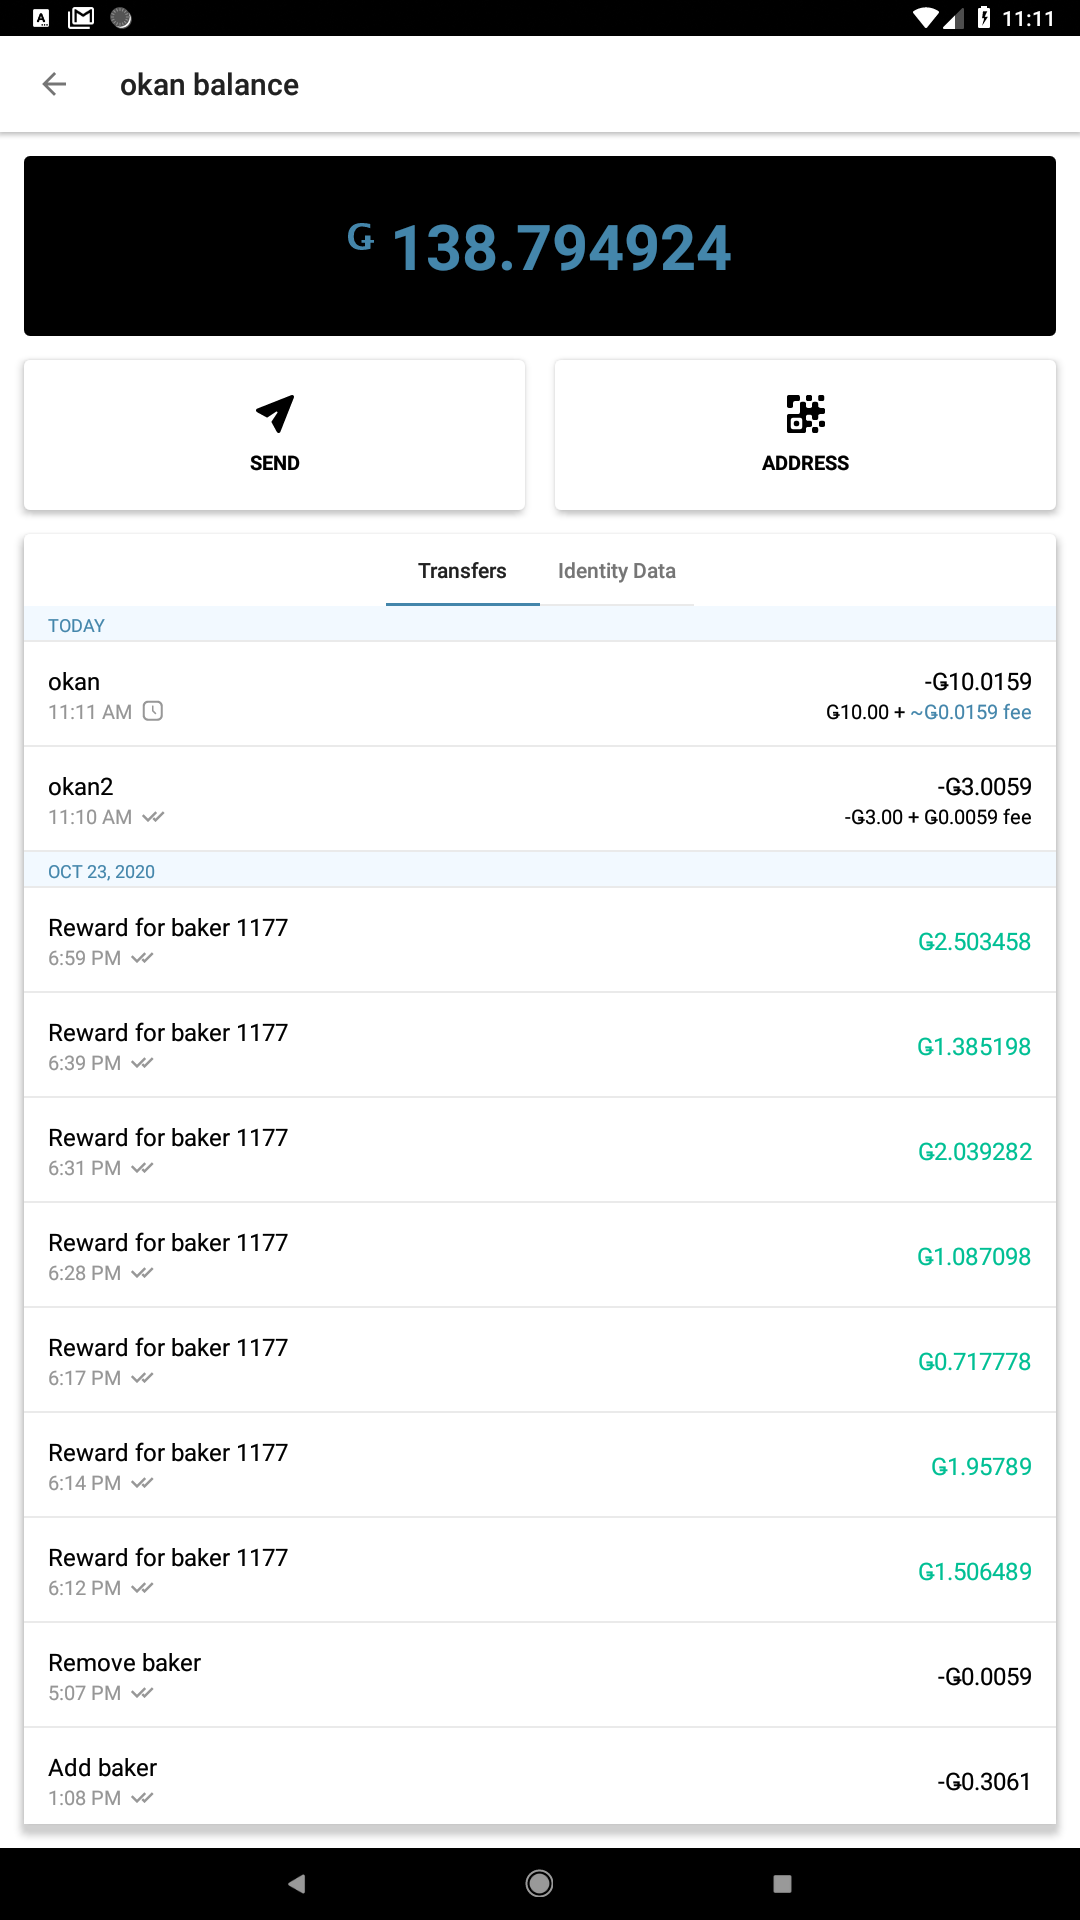 11:11
okan balance
Ǥ 138.794924
SEND
ADDRESS
Transfers
Identity Data
TODAY
okan
-Ǥ10.0159
11:11 AM
Ǥ10.00 + ~Ǥ0.0159 fee
okan2
-Ǥ3.0059
11:10 AM
-Ǥ3.00 + Ǥ0.0059 fee
OCT 23, 2020
Reward for baker 1177
6:59 PM
Ǥ2.503458
Reward for baker 1177
6:39 PM
Ǥ1.385198
Reward for baker 1177
6:31 PM
Ǥ2.039282
Reward for baker 1177
6:28 PM
Ǥ1.087098
Reward for baker 1177
6:17 PM
Ǥ0.717778
Reward for baker 1177
6:14 PM
Ǥ1.95789
Reward for baker 1177
6:12 PM
Ǥ1.506489
Remove baker
5:07 PM
-Ǥ0.0059
Add baker
1:08 PM
-Ǥ0.3061